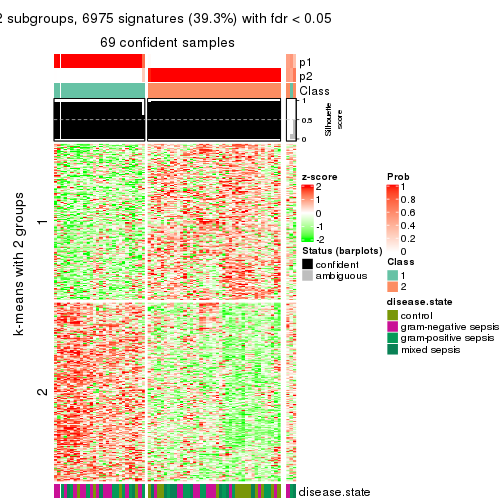 2 subgroups, 6975 signatures (39.3%) with fdr < 0.05
69 confident samples
p1
p2
Class
1
0.5
0
Silhouette
score
k-means with 2 groups
1
2
disease.state
z-score
2
1
0
-1
-2
Status (barplots)
confident
ambiguous
Prob
1
0.8
0.6
0.4
0.2
0
Class
1
2
disease.state
control
gram-negative sepsis
gram-positive sepsis
mixed sepsis